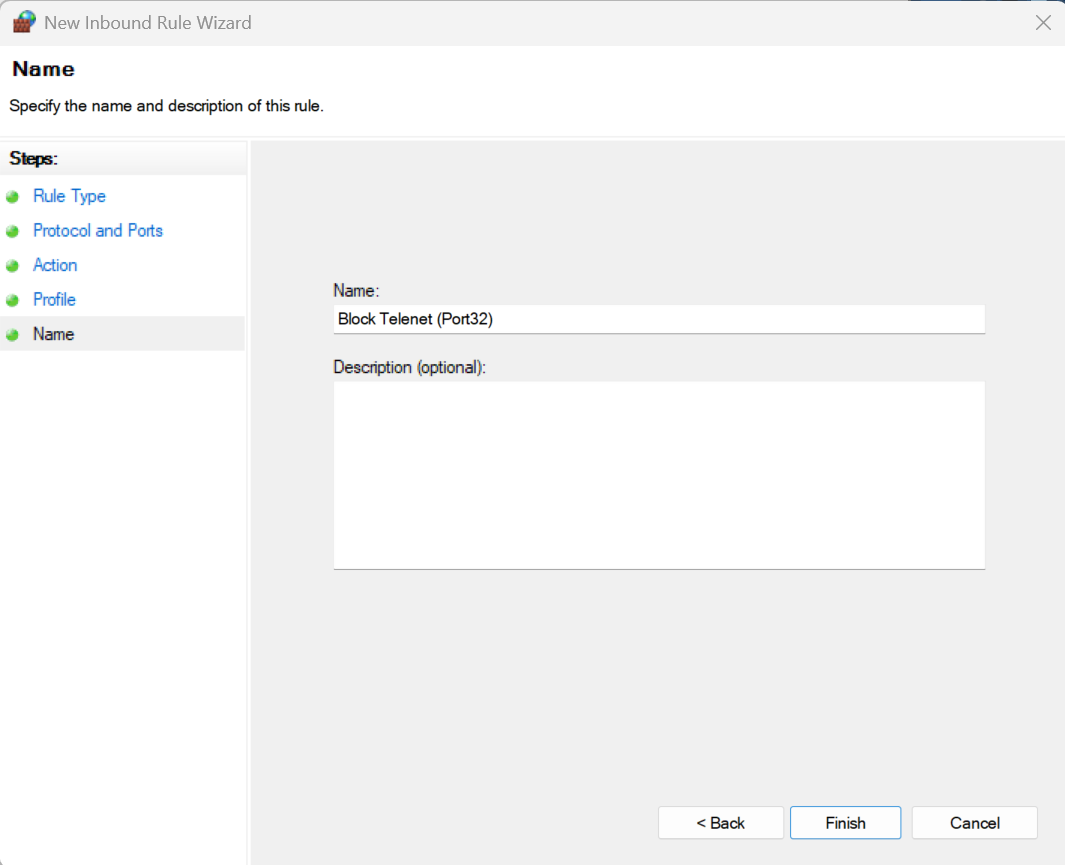 New Inbound Rule Wizard
Name
Specify the name and description of this rule.
Steps:
Rule Type
Protocol and Ports
Action
Profile
Name
Name:
Block Telenet (Port32)
Description (optional):
< Back
Finish
Cancel